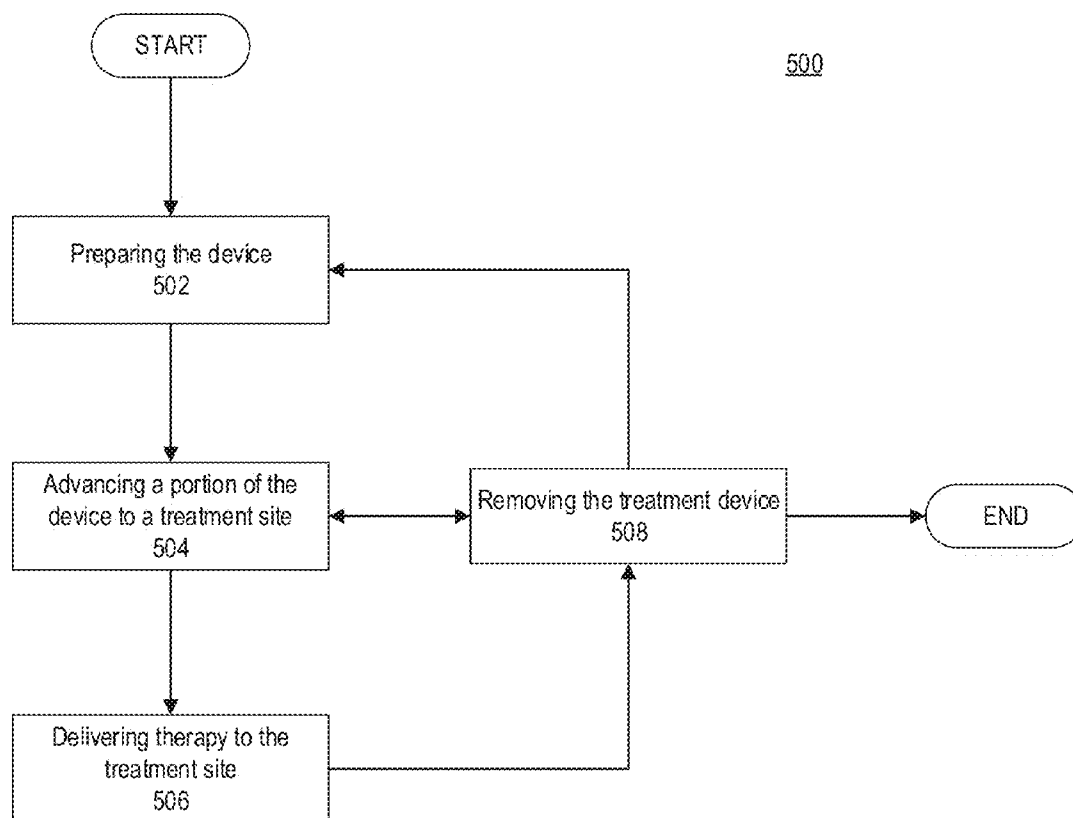 START
500
Preparing the device
502
Advancing a portion of the
device to a treatment site
504
Removing the treatment device
508
END
Delivering therapy to the
treatment site
506